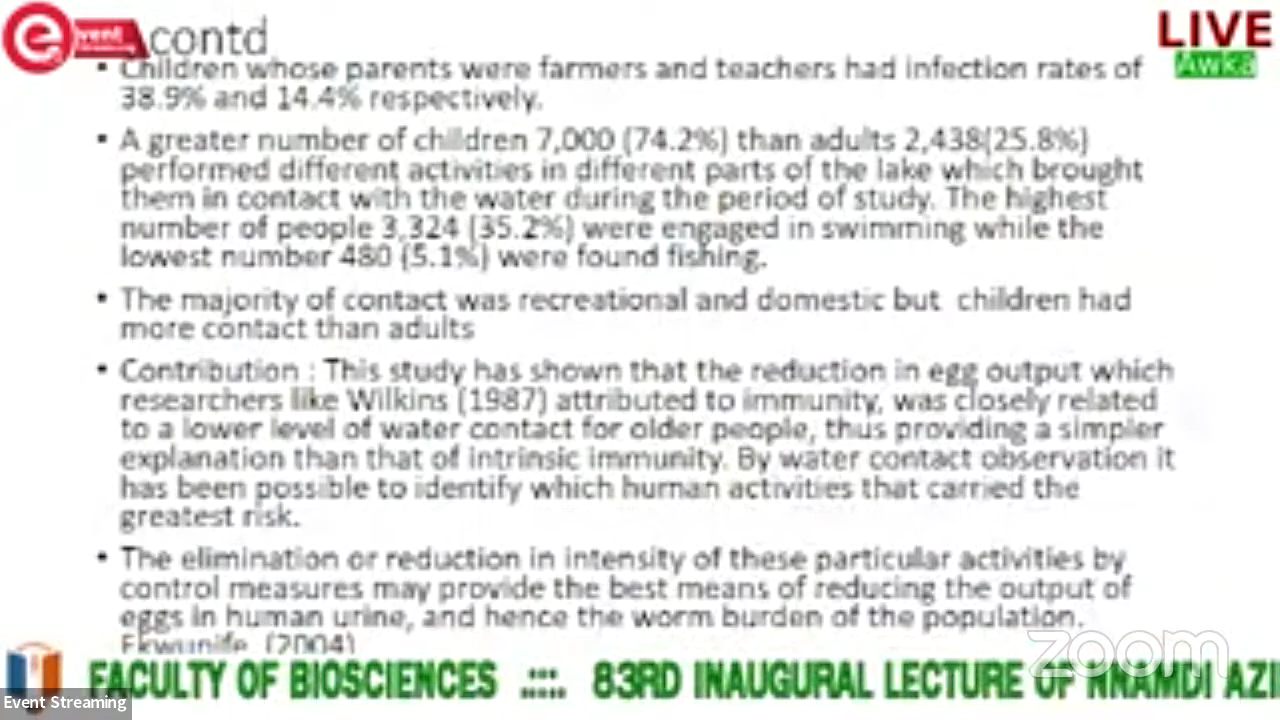 event
Streaming
contd
LIVE
Awka
• Children whose parents were farmers and teachers had infection rates of
38.9% and 14.4% respectively.
• A greater number of children 7,000 (74.2%) than adults 2,438(25.8%)
performed different activities in different parts of the lake which brought
them in contact with the water during the period of study. The highest
number of people 3,324 (35.2%) were engaged in swimming while the
lowest number 480 (5.1%) were found fishing.
• The majority of contact was recreational and domestic but children had
more contact than adults
• Contribution : This study has shown that the reduction in egg output which
researchers like Wilkins (1987) attributed to immunity, was closely related
to a lower level of water contact for older people, thus providing a simpler
explanation than that of intrinsic immunity. By water contact observation it
has been possible to identify which human activities that carried the
greatest risk.
• The elimination or reduction in intensity of these particular activities by
control measures may provide the best means of reducing the output of
eggs in human urine, and hence the worm burden of the population.
Ekwunife (2004)
zoom
FACULTY OF BIOSCIENCES .:::. 83RD INAUGURAL LECTURE OF NNAMDI AZI
Event Streaming